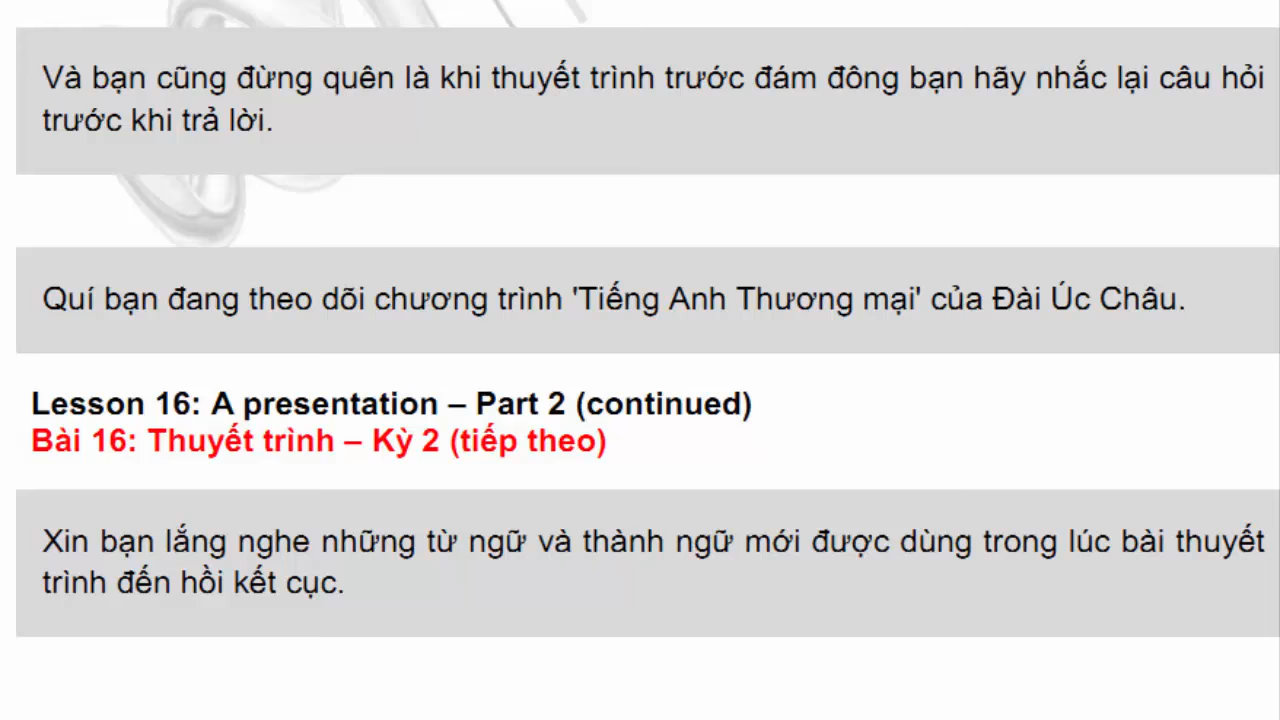 Và bạn cũng đừng quên là khi thuyết trình trước đám đông bạn hãy nhắc lại câu hỏi
trước khi trả lời.
Quí bạn đang theo dõi chương trình 'Tiếng Anh Thương mại' của Đài Úc Châu.
Lesson 16: A presentation – Part 2 (continued)
Bài 16: Thuyết trình – Kỳ 2 (tiếp theo)
Xin bạn lắng nghe những từ ngữ và thành ngữ mới được dùng trong lúc bài thuyết
trình đến hồi kết cục.